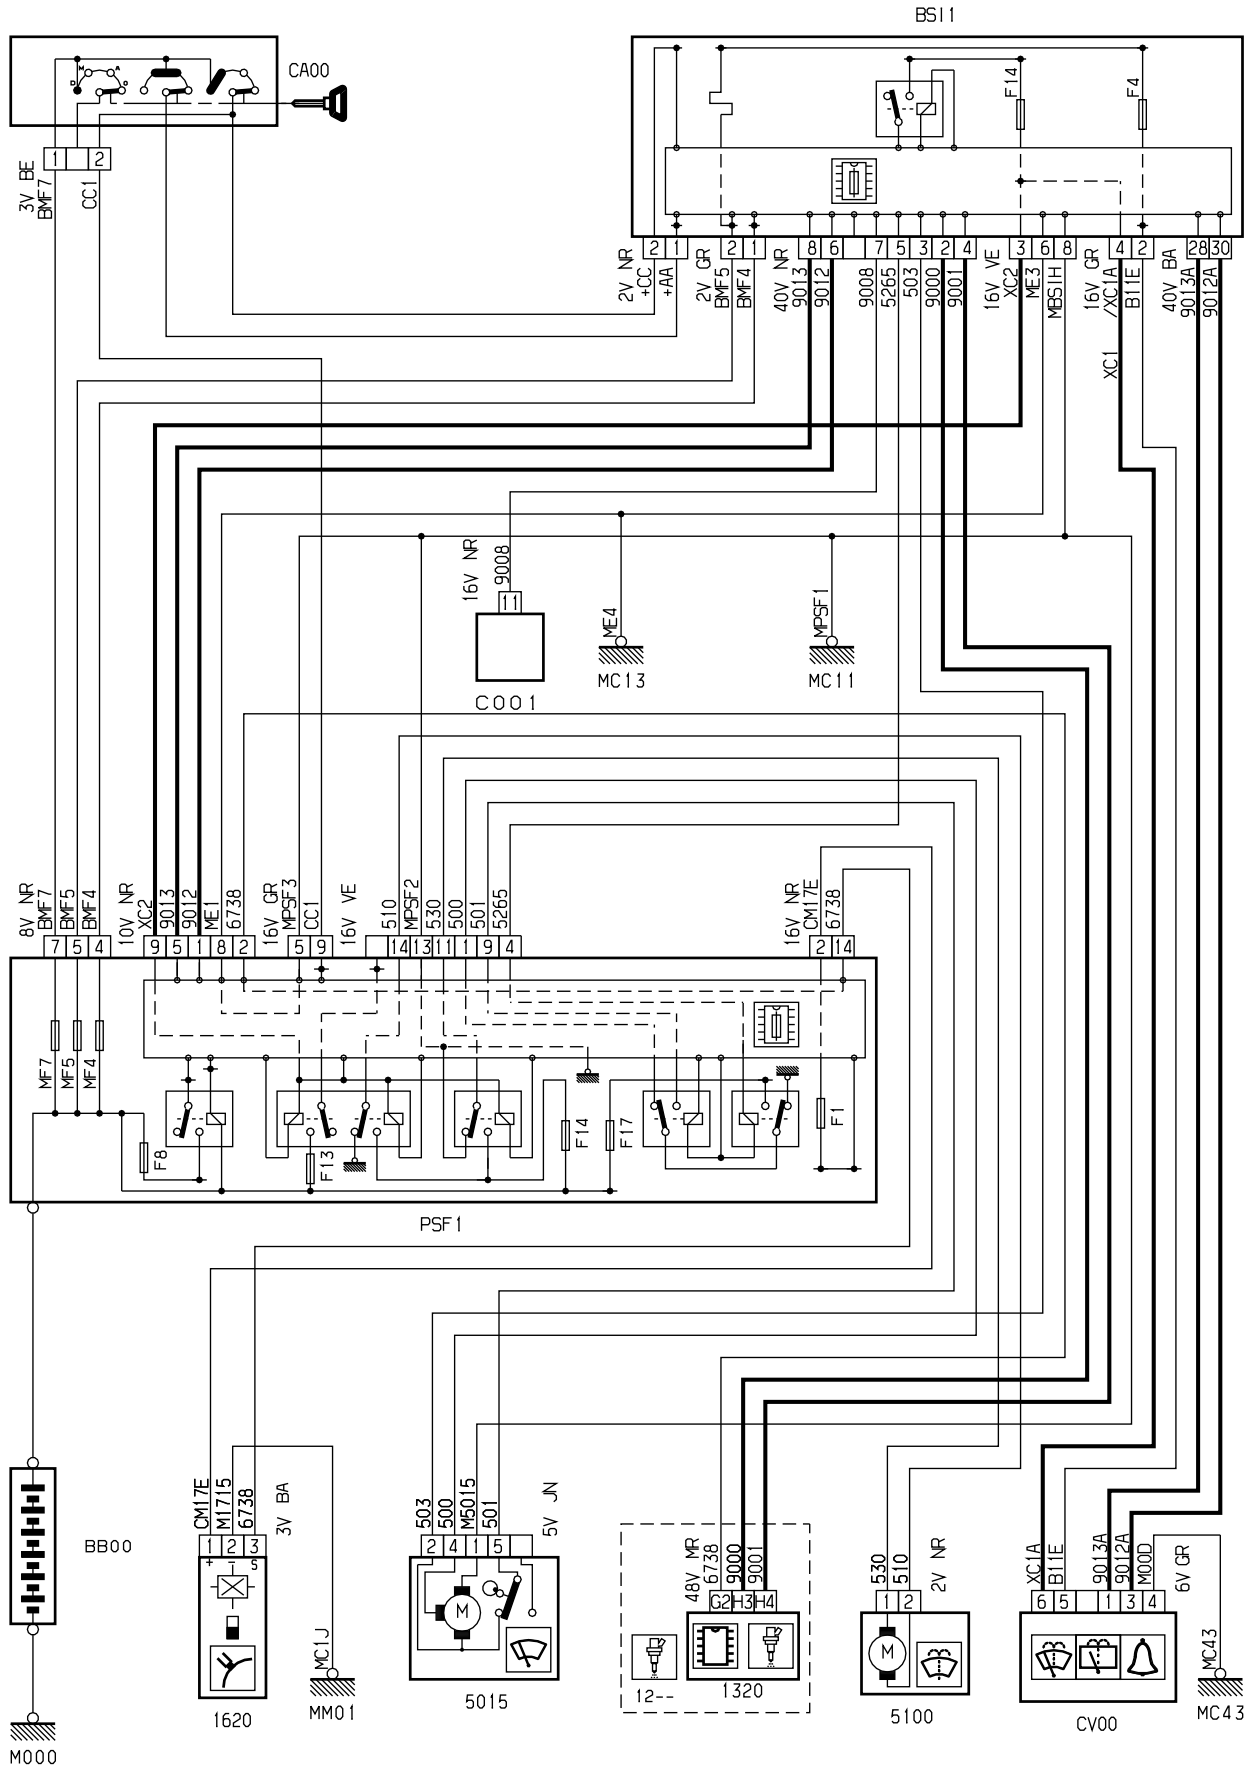 BSI1
CA00
M A
D O
F14
F4
1 2
3V BE
BMF7
CC1
2 1
2 1
8 6 7 5 3 2 4
3 6 8
4 2
28 30
2V NR
+CC
+AA
2V GR
BMF5
BMF4
40V NR
9013
9012
9008
5265
503
9000
9001
16V VE
XC2
ME3
MBSIH
16V GR
/XC1A
B11E
40V BA
9013A
9012A
XC1
16V NR
9008
11
C001
ME4
MC13
MPSF1
MC11
8V NR
BMF7
BMF5
BMF4
10V NR
XC2
9013
9012
ME1
6738
16V GR
MPSF3
CC1
16V VE
510
MPSF2
530
500
501
5265
16V NR
CM17E
6738
7 5 4
9 5 1 8 2
5 9
14 13 11 1 9 4
2 14
MF7
MF5
MF4
F8
F13
F14
F17
F1
PSF1
BB00
M000
CM17E
M1715
6738
3V BA
1 2 3
+ − S
1620
MC1J
MM01
503
500
M5015
501
5V JN
2 4 1 5
M
5015
12--
48V MR
6738
9000
9001
G2 H3 H4
1320
530
510
2V NR
1 2
M
5100
XC1A
B11E
9013A
9012A
M00D
6V GR
6 5 1 3 4
CV00
MC43
MC43